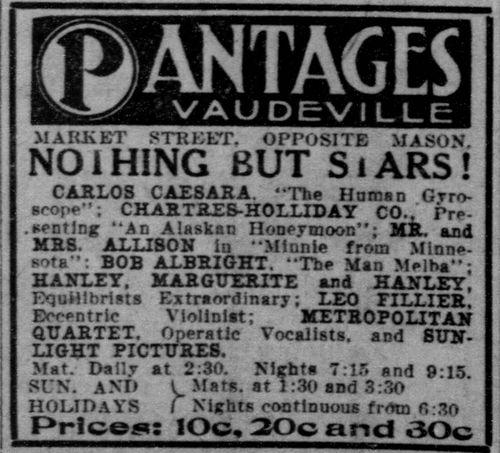 PANTAGES
VAUDEVILLE
MARKET STREET, OPPOSITE MASON.
NOTHING BUT STARS!
CARLOS CAESARA, "The Human Gyro-
scope"; CHARTRES-HOLLIDAY CO., Pre-
senting "An Alaskan Honeymoon"; MR. and
MRS. ALLISON in "Minnie from Minne-
sota"; BOB ALBRIGHT, "The Man Melba";
HANLEY, MARGUERITE and HANLEY,
Equilibrists Extraordinary; LEO FILLIER,
Eccentric Violinist; METROPOLITAN
QUARTET, Operatic Vocalists, and SUN-
LIGHT PICTURES.
Mat. Daily at 2:30. Nights 7:15 and 9:15.
SUN. AND { Mats. at 1:30 and 3:30
HOLIDAYS { Nights continuous from 6:30
Prices: 10c, 20c and 30c